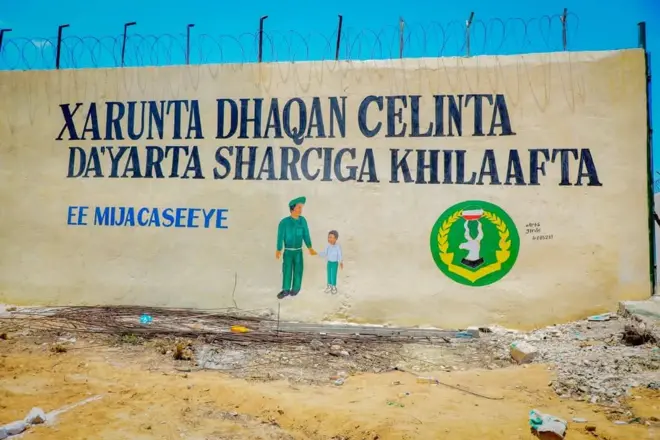 XARUNTA DHAQAN CELINTA
DA'YARTA SHARCIGA KHILAAFTA
EE MIJACASEEYE